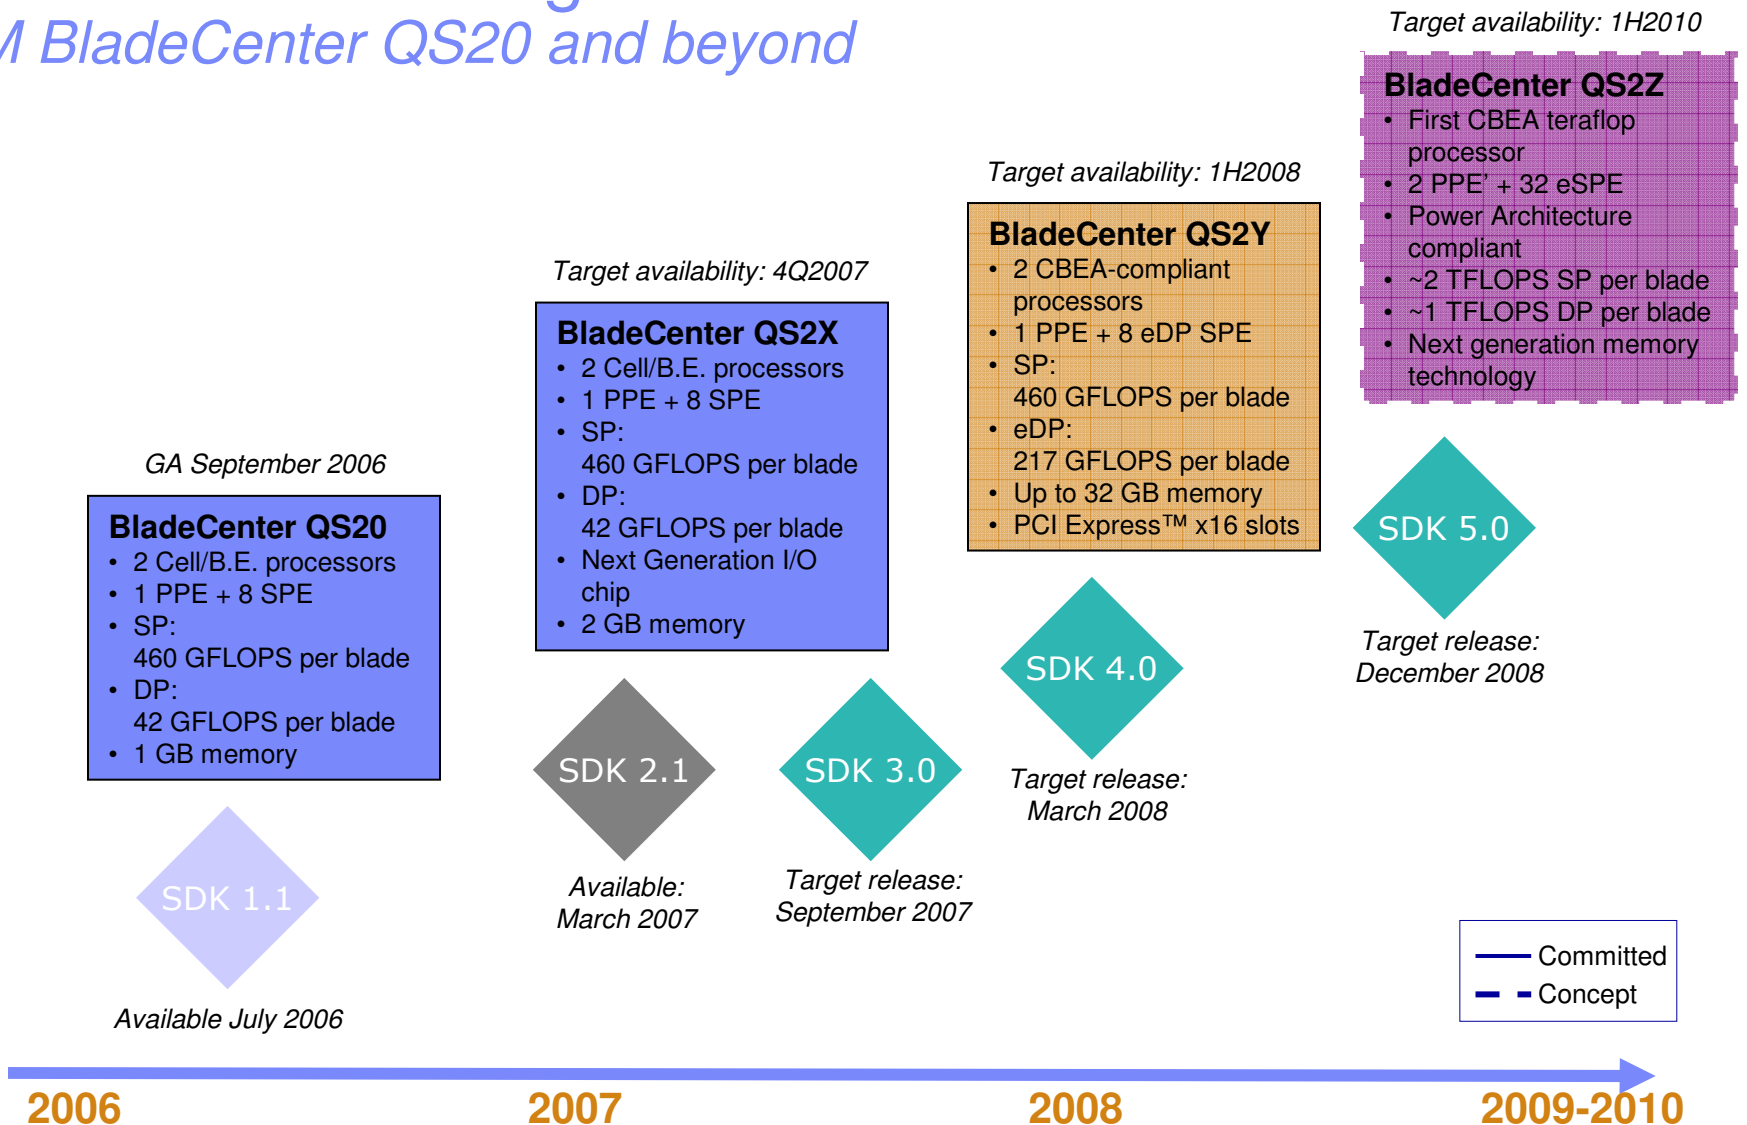 M BladeCenter QS20 and beyond
GA September 2006
BladeCenter QS20
• 2 Cell/B.E. processors
• 1 PPE + 8 SPE
• SP:
460 GFLOPS per blade
• DP:
42 GFLOPS per blade
• 1 GB memory
SDK 1.1
Available July 2006
Target availability: 4Q2007
BladeCenter QS2X
• 2 Cell/B.E. processors
• 1 PPE + 8 SPE
• SP:
460 GFLOPS per blade
• DP:
42 GFLOPS per blade
• Next Generation I/O
chip
• 2 GB memory
SDK 2.1
Available:
March 2007
SDK 3.0
Target release:
September 2007
Target availability: 1H2008
BladeCenter QS2Y
• 2 CBEA-compliant
processors
• 1 PPE + 8 eDP SPE
• SP:
460 GFLOPS per blade
• eDP:
217 GFLOPS per blade
• Up to 32 GB memory
• PCI Express™ x16 slots
SDK 4.0
Target release:
March 2008
Target availability: 1H2010
BladeCenter QS2Z
• First CBEA teraflop
processor
• 2 PPE’ + 32 eSPE
• Power Architecture
compliant
• ~2 TFLOPS SP per blade
• ~1 TFLOPS DP per blade
• Next generation memory
technology
SDK 5.0
Target release:
December 2008
Committed
Concept
2006
2007
2008
2009-2010